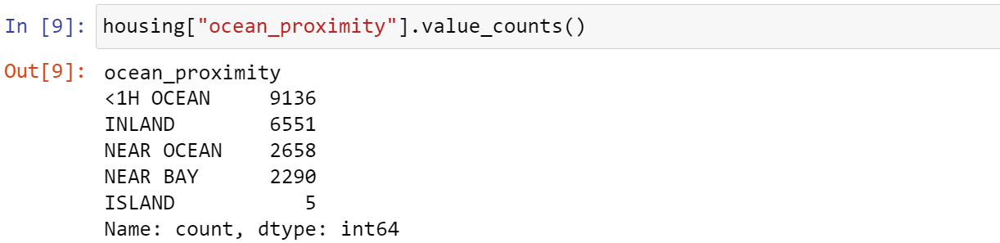 In [9]: housing["ocean_proximity"].value_counts()
Out[9]: ocean_proximity
<1H OCEAN     9136
INLAND        6551
NEAR OCEAN    2658
NEAR BAY      2290
ISLAND           5
Name: count, dtype: int64